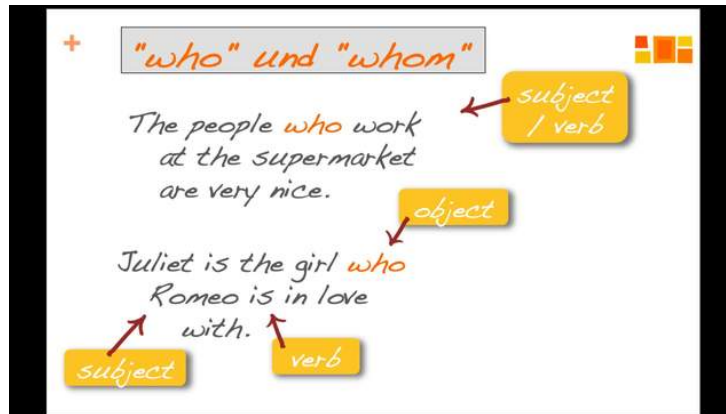 +
"who" und "whom"
subject
/ verb
The people who work
at the supermarket
are very nice.
object
Juliet is the girl who
Romeo is in love
with.
verb
subject